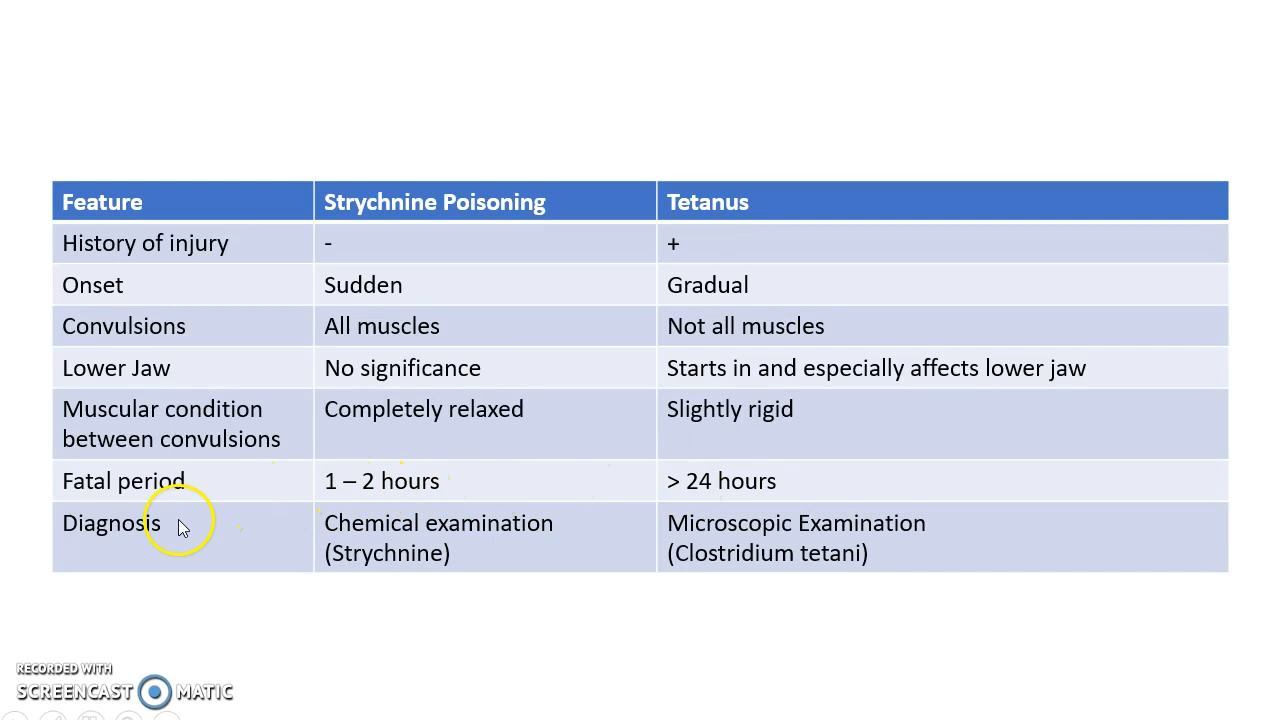 Feature Strychnine Poisoning Tetanus
History of injury - +
Onset Sudden Gradual
Convulsions All muscles Not all muscles
Lower Jaw No significance Starts in and especially affects lower jaw
Muscular condition Completely relaxed Slightly rigid
between convulsions
Fatal period 1 – 2 hours > 24 hours
Diagnosis Chemical examination Microscopic Examination
(Strychnine) (Clostridium tetani)
RECORDED WITH
SCREENCAST MATIC